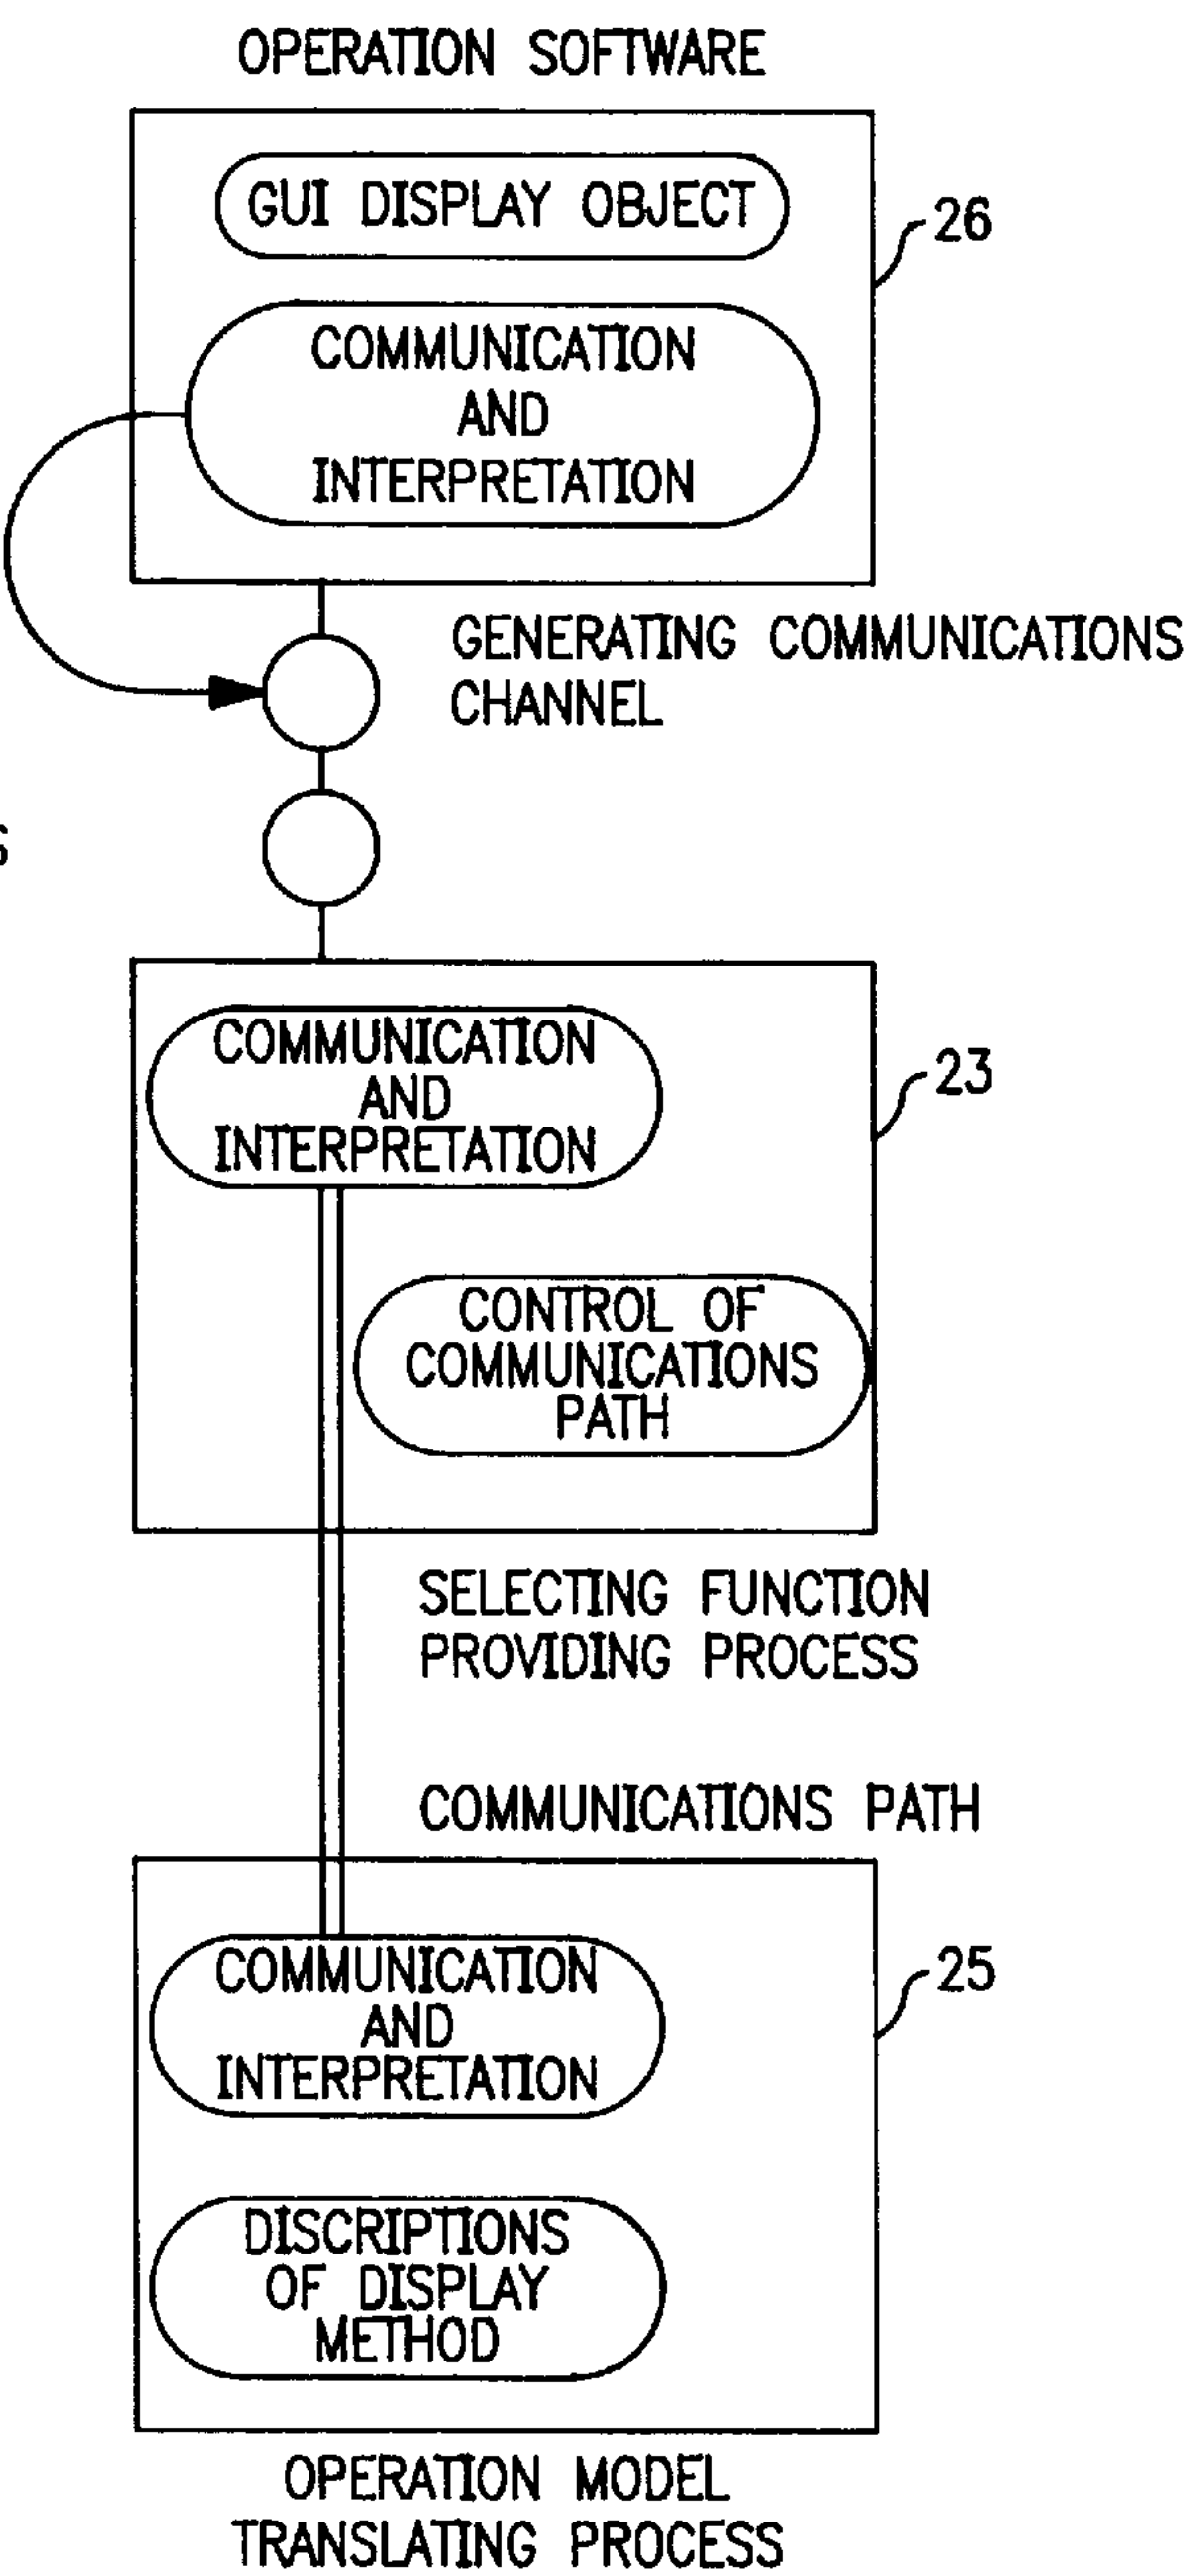 OPERATION SOFTWARE
GUI DISPLAY OBJECT
26
COMMUNICATION
AND
INTERPRETATION
GENERATING COMMUNICATIONS
CHANNEL
S
COMMUNICATION
AND
INTERPRETATION
23
CONTROL OF
COMMUNICATIONS
PATH
SELECTING FUNCTION
PROVIDING PROCESS
COMMUNICATIONS PATH
COMMUNICATION
AND
INTERPRETATION
25
DISCRIPTIONS
OF DISPLAY
METHOD
OPERATION MODEL
TRANSLATING PROCESS